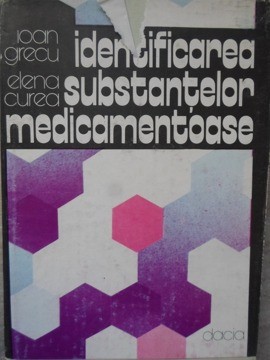 ioan
grecu
elena
curea
identificarea
substanțelor
medicamentoase
dacia